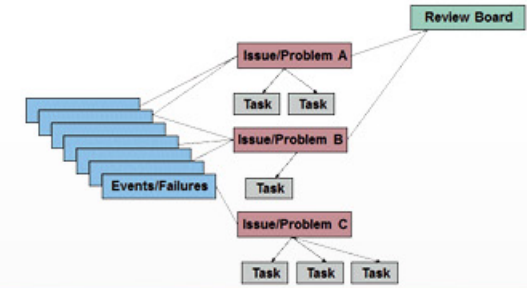 Review Board
Issue/Problem A
Task Task
Issue/Problem B
Events/Failures
Task
Issue/Problem C
Task Task Task